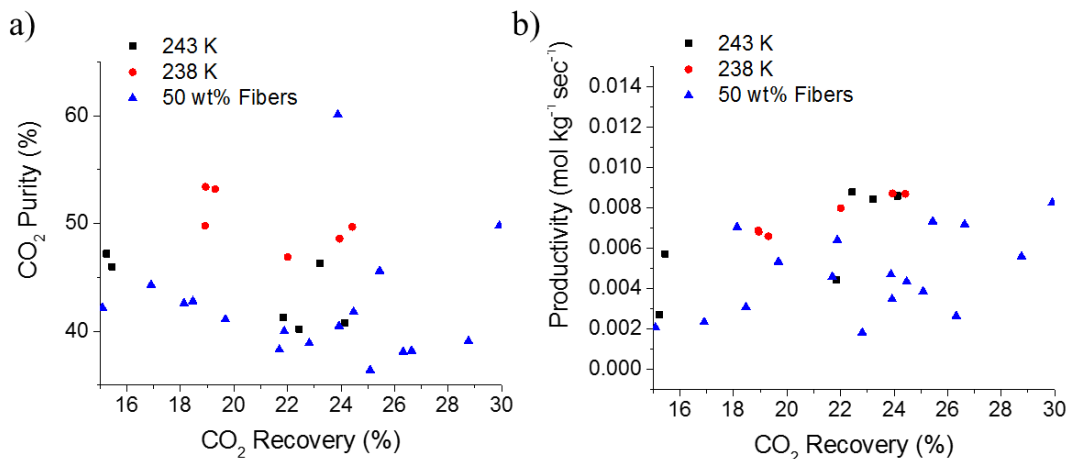 a)
243 K
238 K
50 wt% Fibers
CO₂ Purity (%)
60
50
40
16 18 20 22 24 26 28 30
CO₂ Recovery (%)
b)
243 K
238 K
50 wt% Fibers
Productivity (mol kg⁻¹ sec⁻¹)
0.014
0.012
0.010
0.008
0.006
0.004
0.002
0.000
16 18 20 22 24 26 28 30
CO₂ Recovery (%)